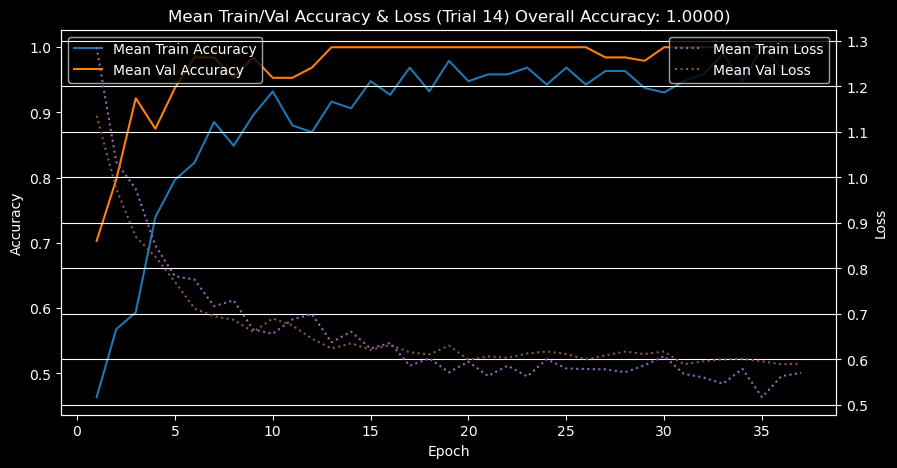 Mean Train/Val Accuracy & Loss (Trial 14) Overall Accuracy: 1.0000)
Mean Train Accuracy
Mean Val Accuracy
Mean Train Loss
Mean Val Loss
1.0
0.9
0.8
0.7
0.6
0.5
Accuracy
1.3
1.2
1.1
1.0
0.9
0.8
0.7
0.6
0.5
Loss
0 5 10 15 20 25 30 35
Epoch